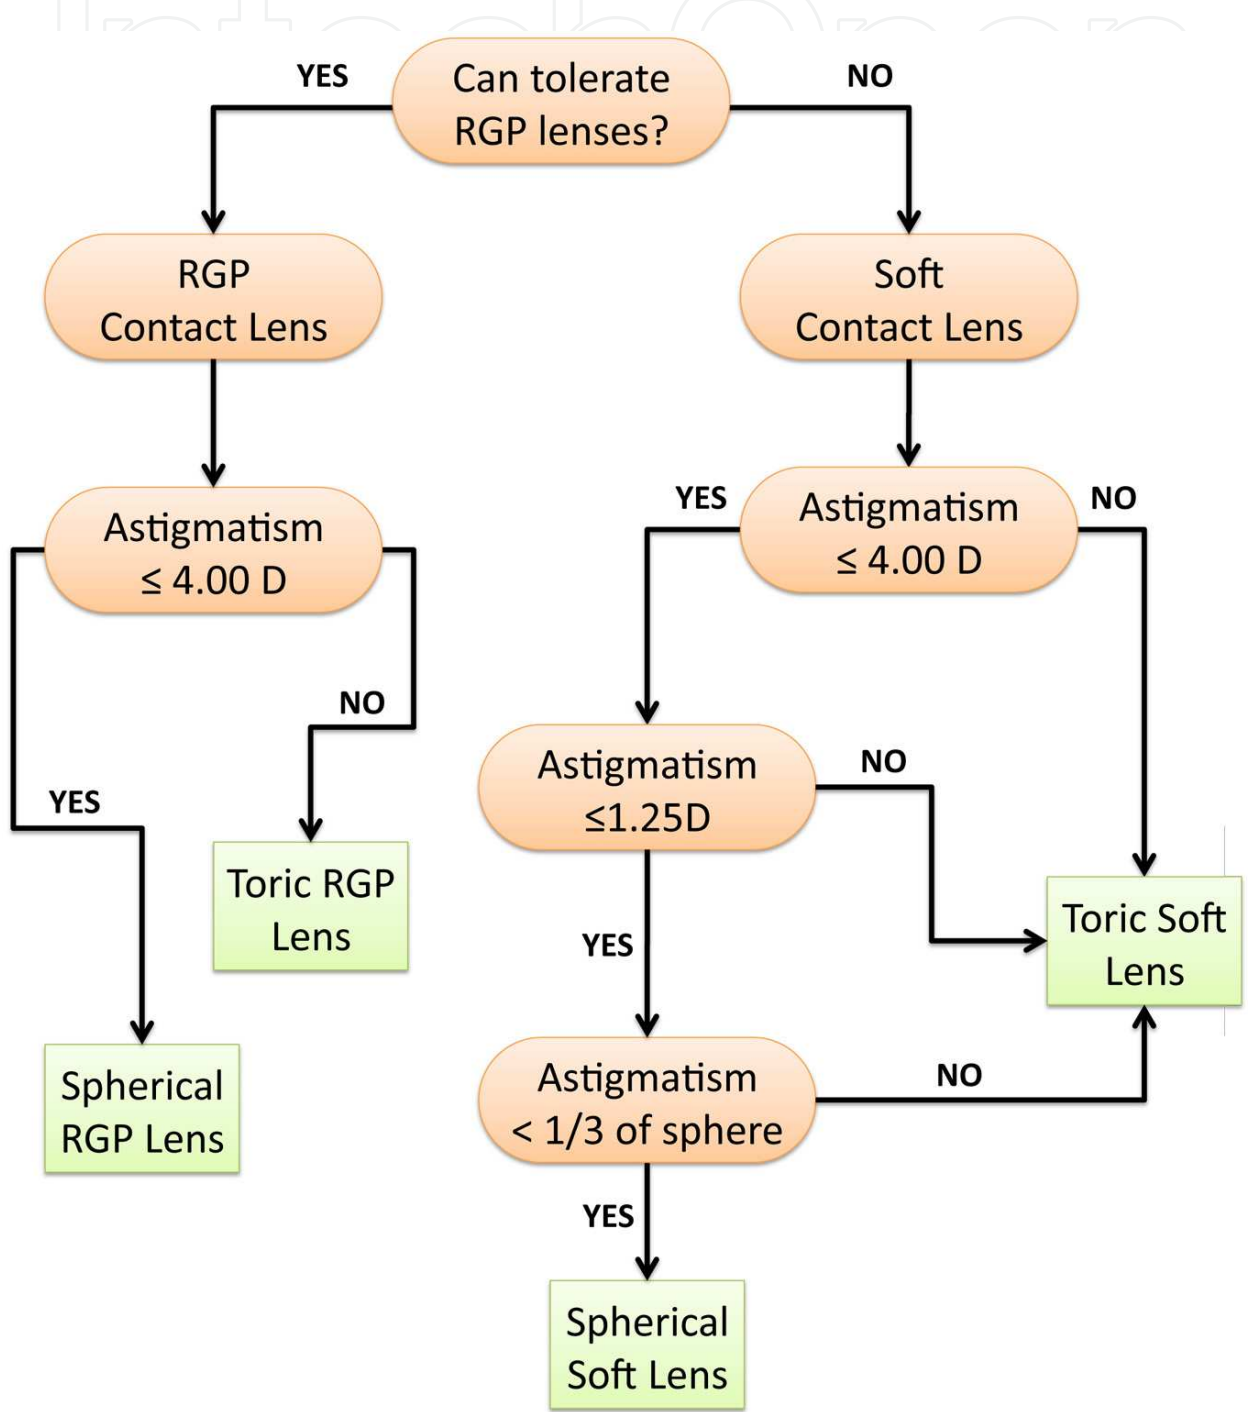 IntechOpen
YES
Can tolerate
RGP lenses?
NO
RGP
Contact Lens
Soft
Contact Lens
Astigmatism
≤ 4.00 D
YES
Astigmatism
≤ 4.00 D
NO
NO
YES
Astigmatism
≤1.25D
NO
Toric RGP
Lens
Toric Soft
Lens
YES
Spherical
RGP Lens
Astigmatism
< 1/3 of sphere
NO
YES
Spherical
Soft Lens